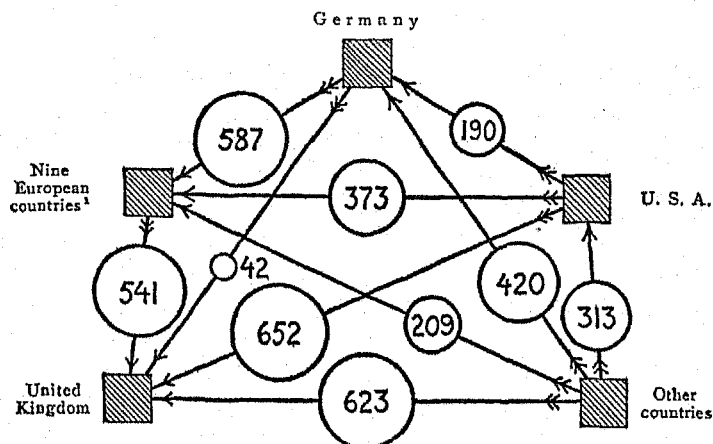 Germany
587
190
Nine
European
countries¹
373
U. S. A.
541
42
652
209
420
313
United
Kingdom
623
Other
countries